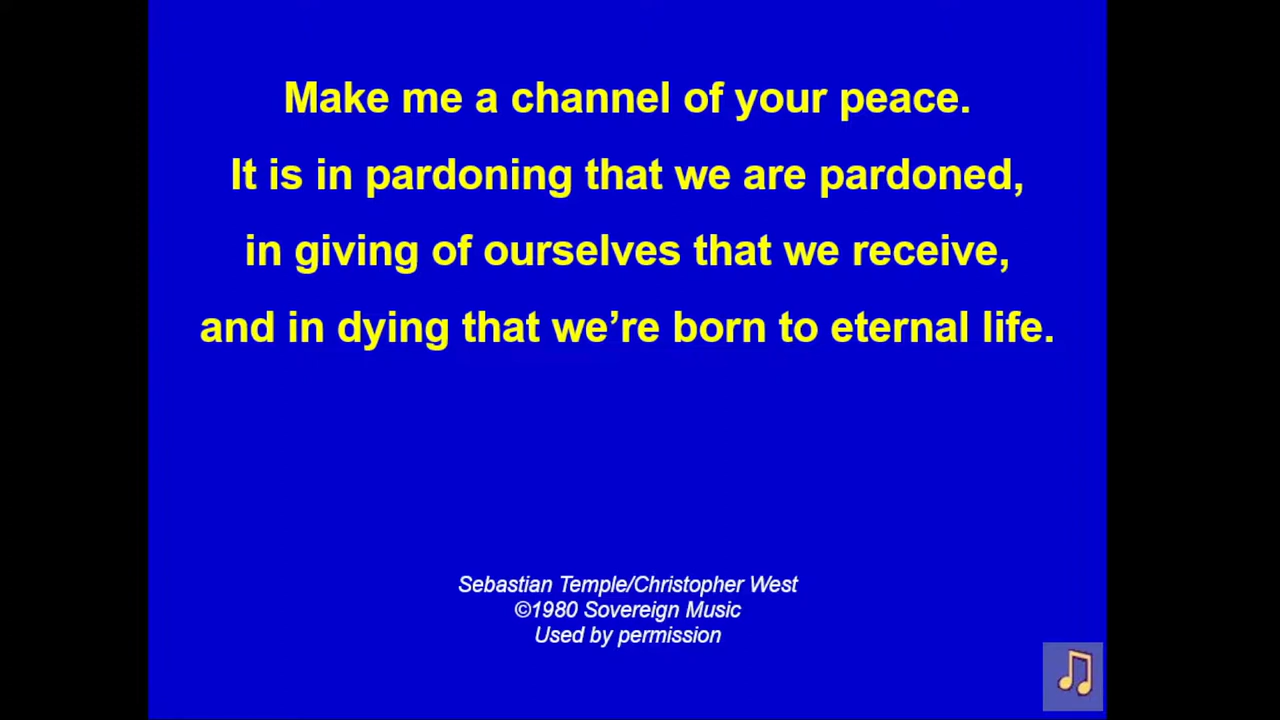 Make me a channel of your peace.
It is in pardoning that we are pardoned,
in giving of ourselves that we receive,
and in dying that we’re born to eternal life.
Sebastian Temple/Christopher West
©1980 Sovereign Music
Used by permission